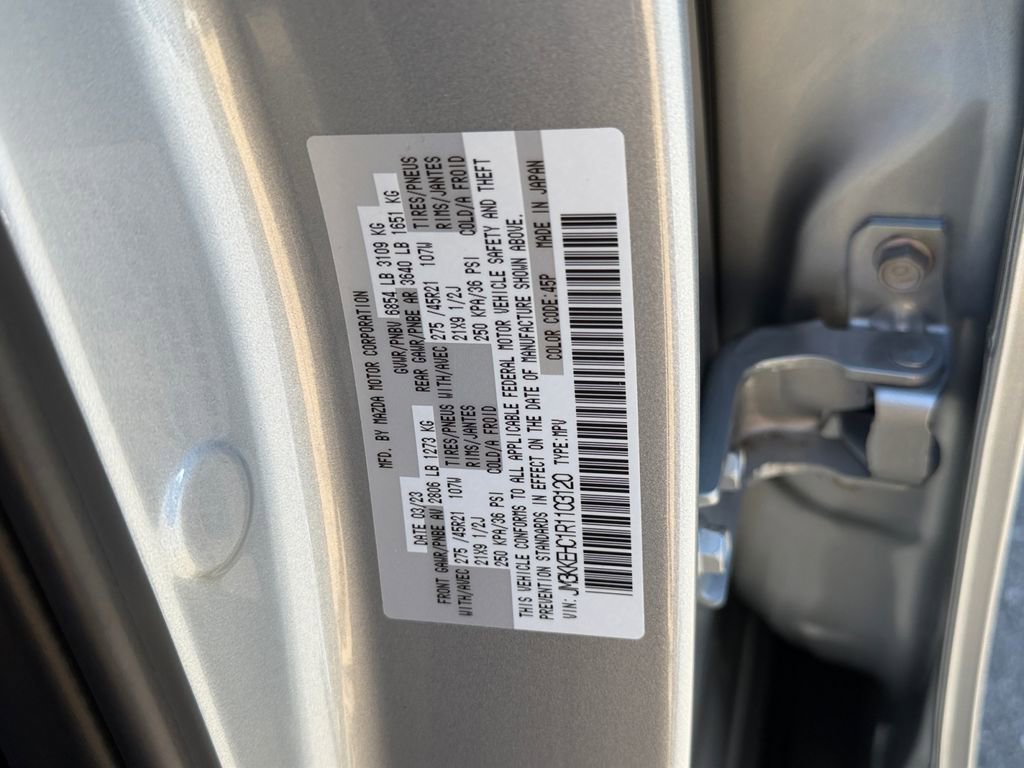 MFD. BY MAZDA MOTOR CORPORATION
DATE 03/23 GVWR/PNBV 6854 LB 3109 KG
FRONT GAWR/PNBE AV 2806 LB 1273 KG REAR GAWR/PNBE AR 3640 LB 1651 KG
WITH/AVEC 275 /45R21 107W TIRES/PNEUS WITH/AVEC 275 /45R21 107W TIRES/PNEUS
21X9 1/2J RIMS/JANTES 21X9 1/2J RIMS/JANTES
250 KPA/36 PSI COLD/A FROID 250 KPA/36 PSI COLD/A FROID
THIS VEHICLE CONFORMS TO ALL APPLICABLE FEDERAL MOTOR VEHICLE SAFETY AND THEFT
PREVENTION STANDARDS IN EFFECT ON THE DATE OF MANUFACTURE SHOWN ABOVE.
VIN: JM3KKEHC1R1103120 TYPE:MPV COLOR CODE:45P MADE IN JAPAN